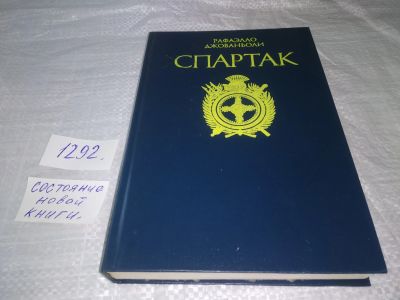 РАФАЭЛЛО
ДЖОВАНЬОЛИ
СПАРТАК
1292.
СОСТОЯНИЕ
НОВОЙ
КНИГИ.